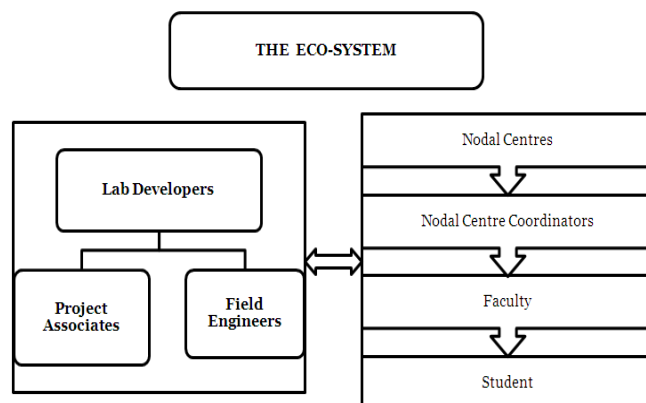 THE ECO-SYSTEM
Lab Developers
Project
Associates
Field
Engineers
Nodal Centres
Nodal Centre Coordinators
Faculty
Student